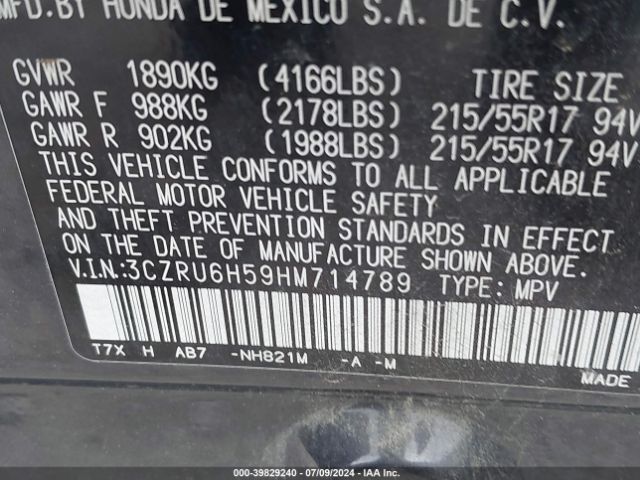 MFD.BY HONDA DE MEXICO S.A. DE C.V.
GVWR 1890KG (4166LBS) TIRE SIZE
GAWR F 988KG (2178LBS) 215/55R17 94V
GAWR R 902KG (1988LBS) 215/55R17 94V
THIS VEHICLE CONFORMS TO ALL APPLICABLE
FEDERAL MOTOR VEHICLE SAFETY
AND THEFT PREVENTION STANDARDS IN EFFECT
ON THE DATE OF MANUFACTURE SHOWN ABOVE.
V.I.N:3CZRU6H59HM714789 TYPE: MPV
T7X H AB7 -NH821M -A -M
MADE
000-39829240 - 07/09/2024 - IAAI.com